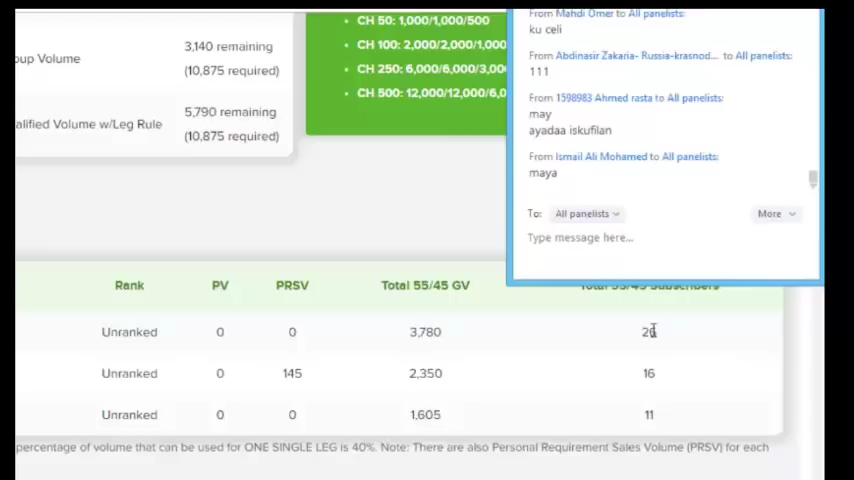 oup Volume
3,140 remaining
(10,875 required)
alified Volume w/Leg Rule
5,790 remaining
(10,875 required)
• CH 50: 1,000/1,000/500
• CH 100: 2,000/2,000/1,000
• CH 250: 6,000/6,000/3,00
• CH 500: 12,000/12,000/6,0
From Mahdi Omer to All panelists:
ku celi
From Abdinasir Zakaria- Russia-krasnod... to All panelists:
111
From 1598983 Ahmed rasta to All panelists:
may
ayadaa iskufilan
From Ismail Ali Mohamed to All panelists:
maya
To: All panelists
More
Type message here...
Rank PV PRSV Total 55/45 GV Total 55/45 Subscribers
Unranked 0 0 3,780
Unranked 0 145 2,350 16
Unranked 0 0 1,605 11
percentage of volume that can be used for ONE SINGLE LEG is 40%. Note: There are also Personal Requirement Sales Volume (PRSV) for each